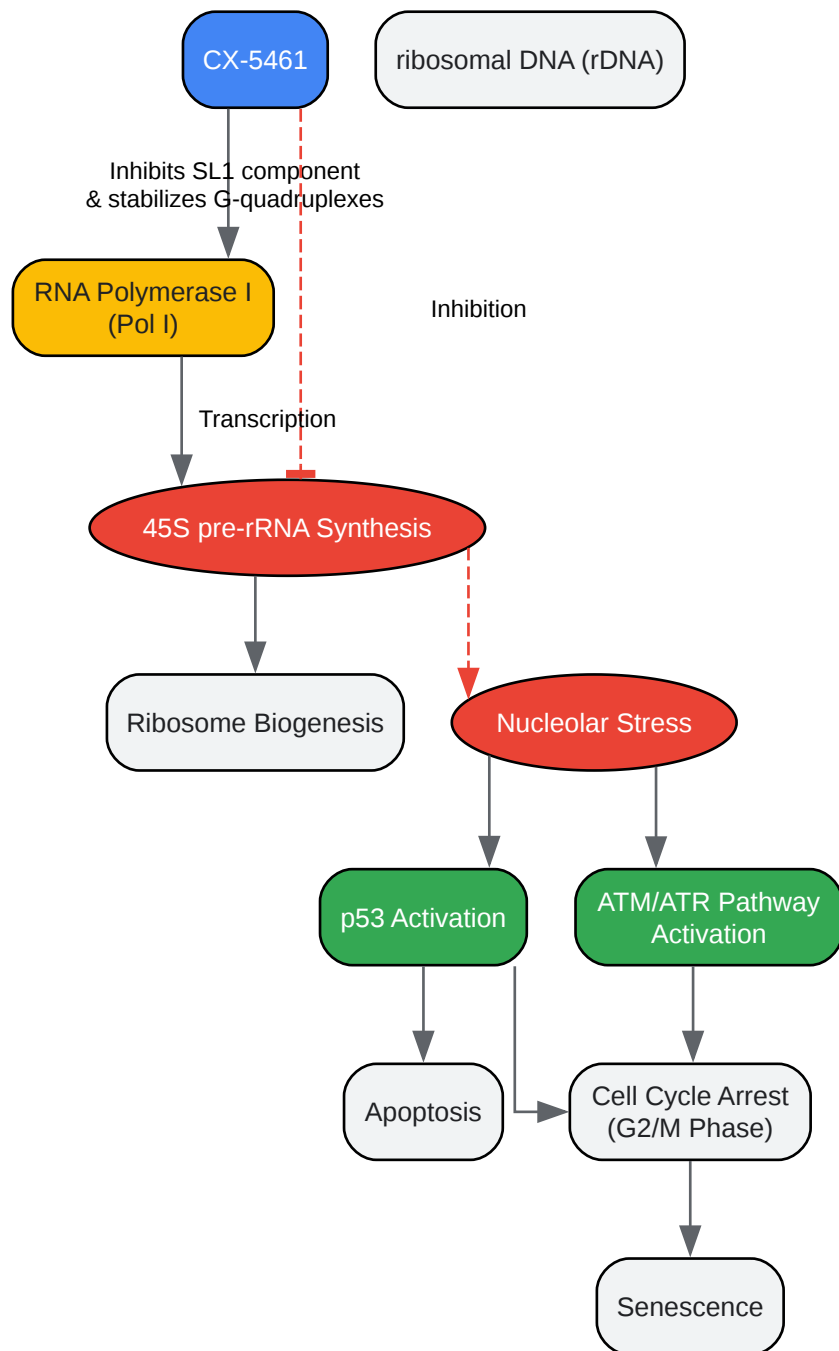 CX-5461
ribosomal DNA (rDNA)
Inhibits SL1 component
& stabilizes G-quadruplexes
RNA Polymerase I
(Pol I)
Inhibition
Transcription
45S pre-rRNA Synthesis
Ribosome Biogenesis
Nucleolar Stress
p53 Activation
ATM/ATR Pathway
Activation
Apoptosis
Cell Cycle Arrest
(G2/M Phase)
Senescence